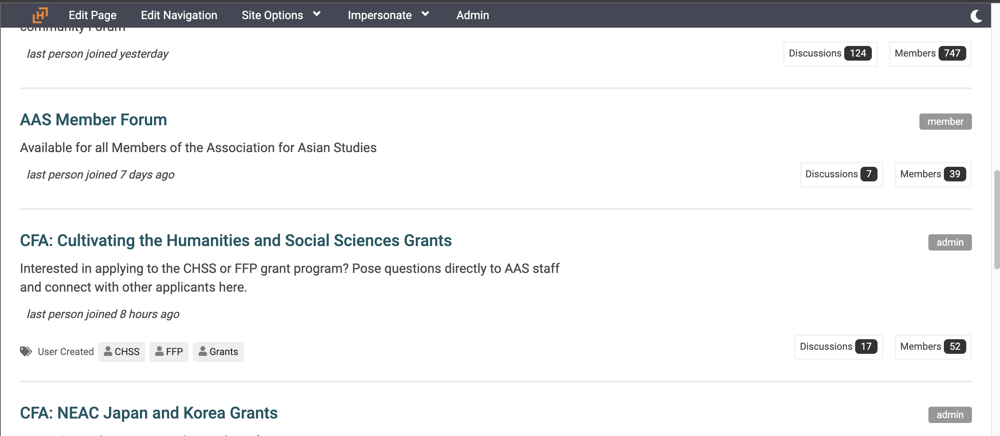 Edit Page Edit Navigation Site Options Impersonate Admin
community Forum
last person joined yesterday
Discussions 124 Members 747
AAS Member Forum
member
Available for all Members of the Association for Asian Studies
last person joined 7 days ago
Discussions 7 Members 39
CFA: Cultivating the Humanities and Social Sciences Grants
admin
Interested in applying to the CHSS or FFP grant program? Pose questions directly to AAS staff
and connect with other applicants here.
last person joined 8 hours ago
User Created CHSS FFP Grants
Discussions 17 Members 52
CFA: NEAC Japan and Korea Grants
admin